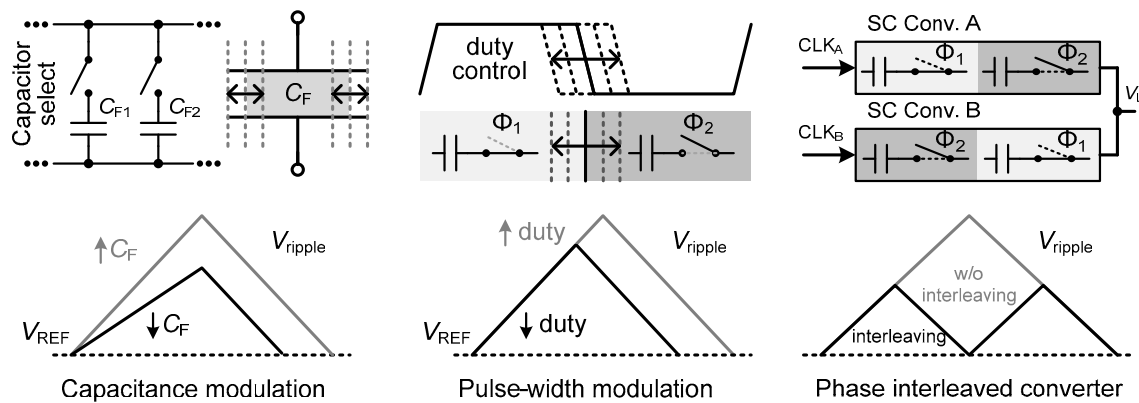 Capacitor select
C_F1
C_F2
C_F
↑ C_F
V_ripple
V_REF
↓ C_F
Capacitance modulation
duty control
Φ1
Φ2
↑ duty
V_ripple
V_REF
↓ duty
Pulse-width modulation
SC Conv. A
CLK_A
Φ1
Φ2
SC Conv. B
CLK_B
Φ2
Φ1
V_ripple
w/o interleaving
interleaving
Phase interleaved converter